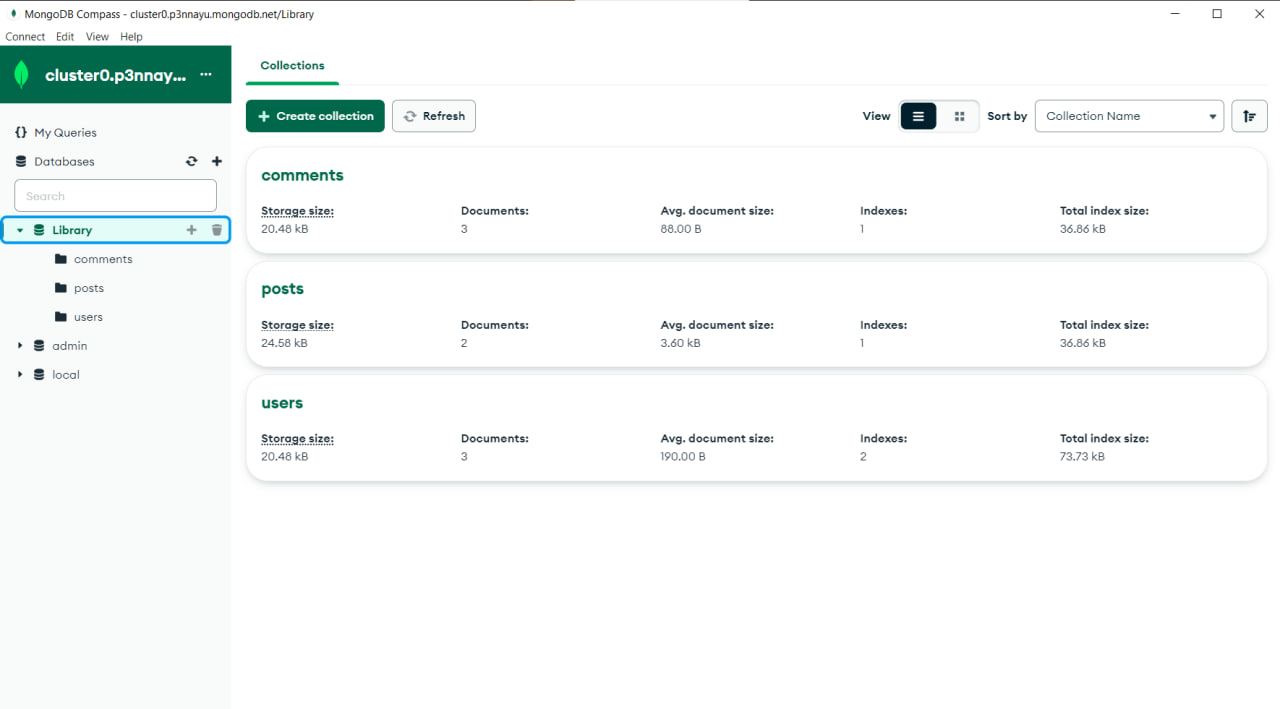 MongoDB Compass - cluster0.p3nnayu.mongodb.net/Library
Connect Edit View Help
cluster0.p3nnay... ...
{} My Queries
Databases
Search
Library
comments
posts
users
admin
local
Collections
Create collection Refresh View Sort by Collection Name
comments
Storage size: Documents: Avg. document size: Indexes: Total index size:
20.48 kB 3 88.00 B 1 36.86 kB
posts
Storage size: Documents: Avg. document size: Indexes: Total index size:
24.58 kB 2 3.60 kB 1 36.86 kB
users
Storage size: Documents: Avg. document size: Indexes: Total index size:
20.48 kB 3 190.00 B 2 73.73 kB